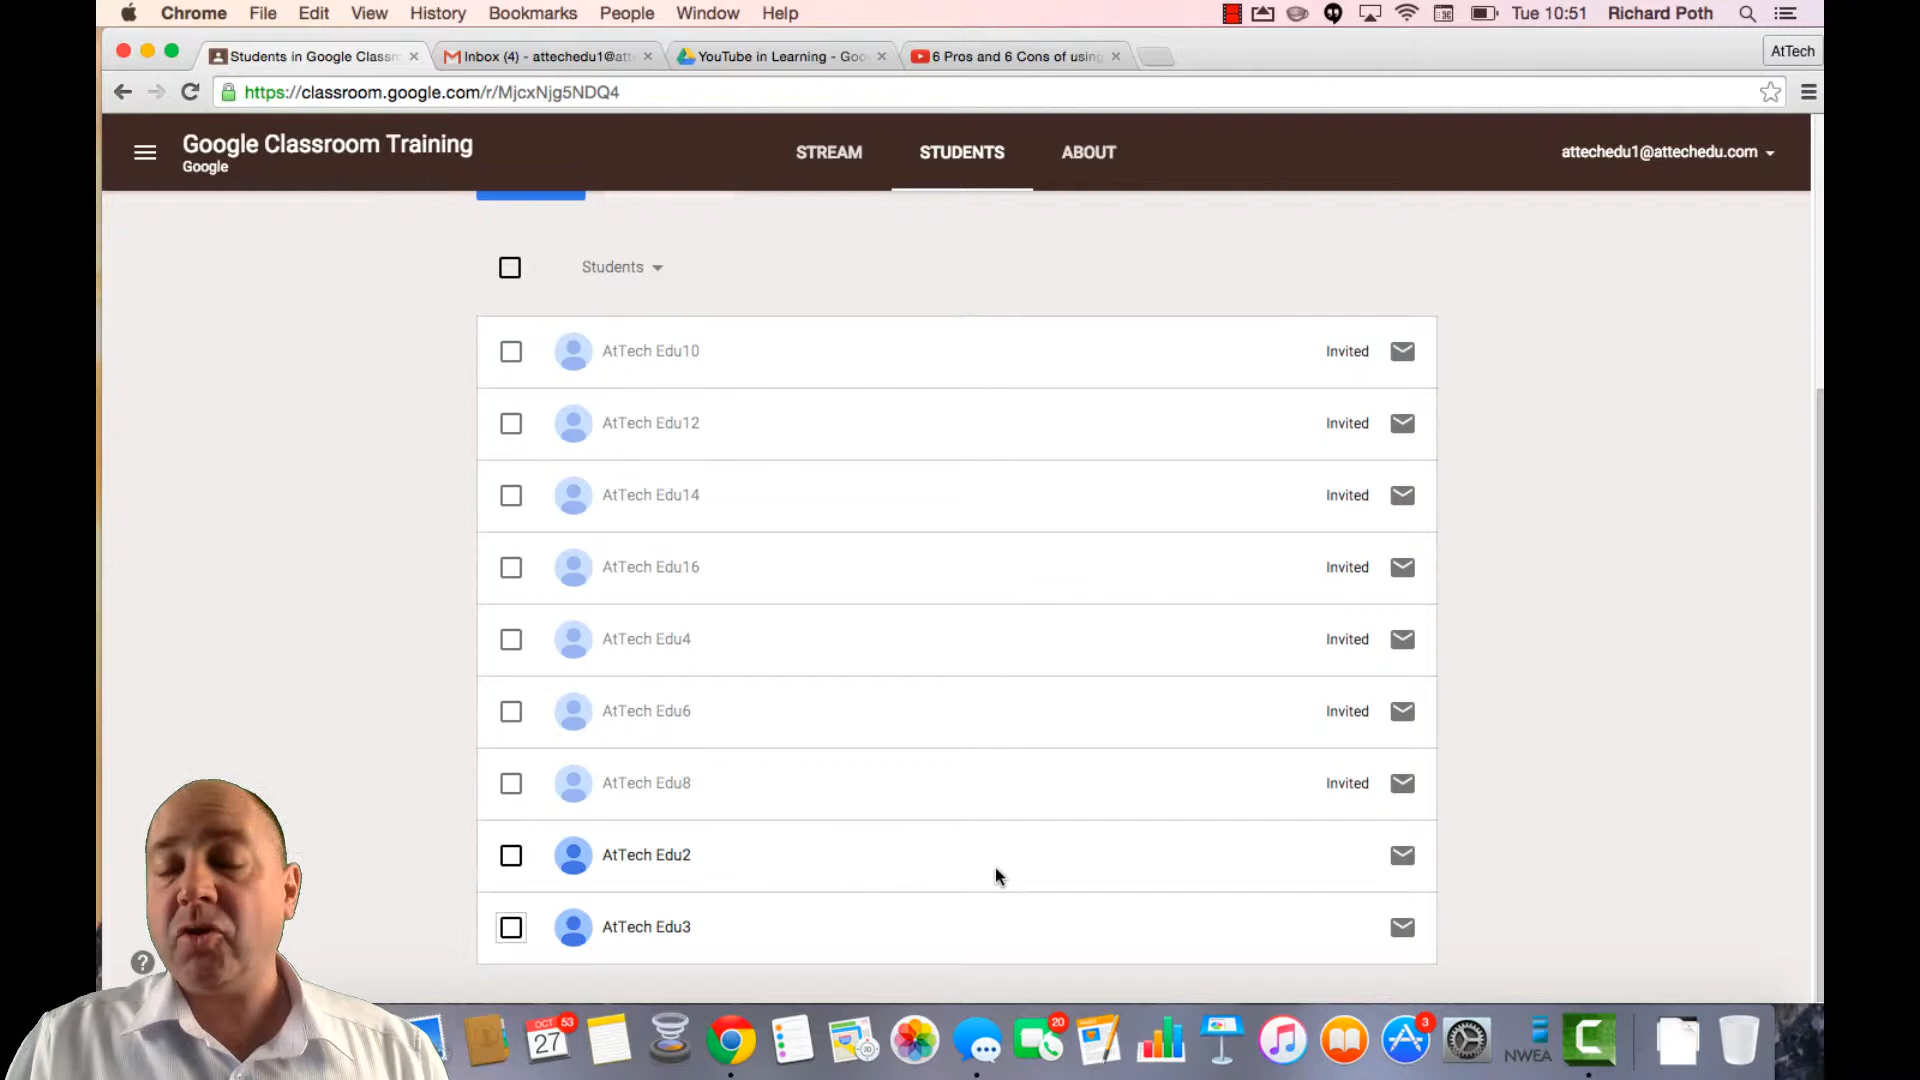 Chrome File Edit View History Bookmarks People Window Help Tue 10:51 Richard Poth
Students in Google Classr Inbox (4) - attechedu1@att YouTube in Learning - Goo 6 Pros and 6 Cons of using AtTech
https://classroom.google.com/r/MjcxNjg5NDQ4
Google Classroom Training
Google
STREAM STUDENTS ABOUT
attechedu1@attechedu.com
Students
AtTech Edu10 Invited
AtTech Edu12 Invited
AtTech Edu14 Invited
AtTech Edu16 Invited
AtTech Edu4 Invited
AtTech Edu6 Invited
AtTech Edu8 Invited
AtTech Edu2
AtTech Edu3
?
OCT 53
27
20
3
NWEA